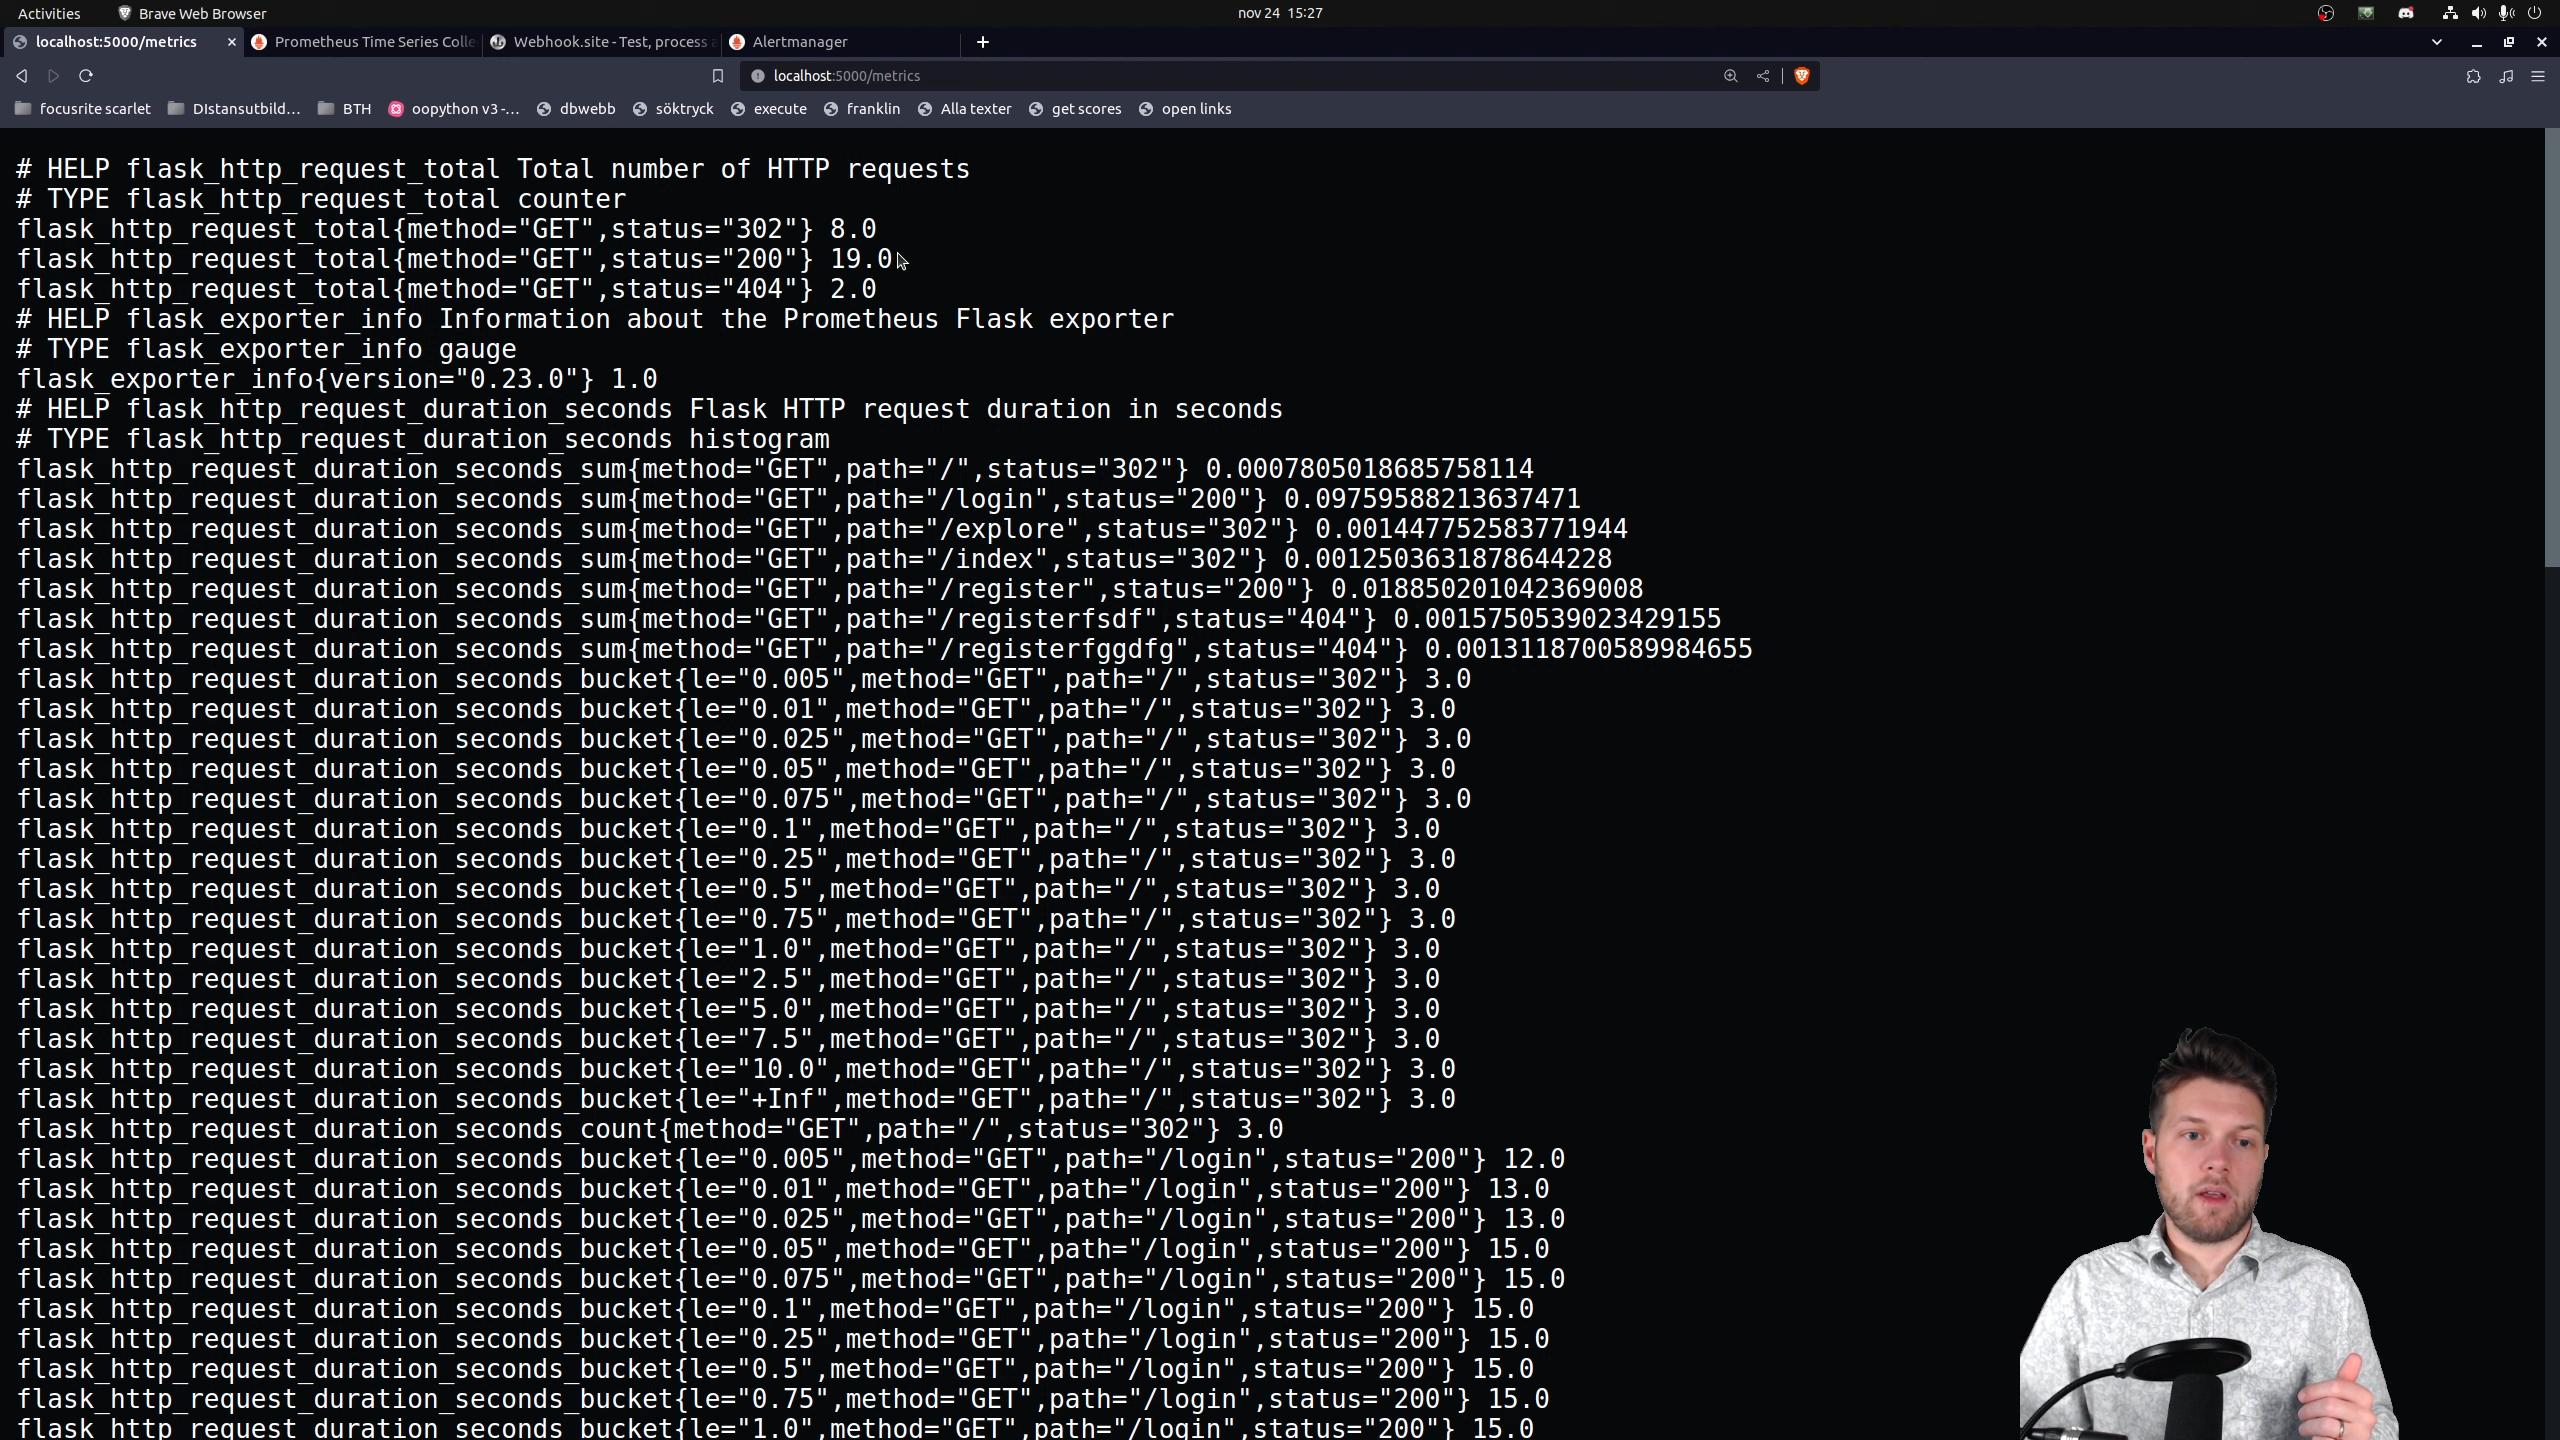 Activities Brave Web Browser nov 24 15:27
localhost:5000/metrics Prometheus Time Series Colle Webhook.site - Test, process a Alertmanager
localhost:5000/metrics
focusrite scarlet DIstansutbild... BTH oopython v3 -... dbwebb söktryck execute franklin Alla texter get scores open links
# HELP flask_http_request_total Total number of HTTP requests
# TYPE flask_http_request_total counter
flask_http_request_total{method="GET",status="302"} 8.0
flask_http_request_total{method="GET",status="200"} 19.0
flask_http_request_total{method="GET",status="404"} 2.0
# HELP flask_exporter_info Information about the Prometheus Flask exporter
# TYPE flask_exporter_info gauge
flask_exporter_info{version="0.23.0"} 1.0
# HELP flask_http_request_duration_seconds Flask HTTP request duration in seconds
# TYPE flask_http_request_duration_seconds histogram
flask_http_request_duration_seconds_sum{method="GET",path="/",status="302"} 0.0007805018685758114
flask_http_request_duration_seconds_sum{method="GET",path="/login",status="200"} 0.09759588213637471
flask_http_request_duration_seconds_sum{method="GET",path="/explore",status="302"} 0.001447752583771944
flask_http_request_duration_seconds_sum{method="GET",path="/index",status="302"} 0.0012503631878644228
flask_http_request_duration_seconds_sum{method="GET",path="/register",status="200"} 0.018850201042369008
flask_http_request_duration_seconds_sum{method="GET",path="/registerfsdf",status="404"} 0.0015750539023429155
flask_http_request_duration_seconds_sum{method="GET",path="/registerfggdfg",status="404"} 0.0013118700589984655
flask_http_request_duration_seconds_bucket{le="0.005",method="GET",path="/",status="302"} 3.0
flask_http_request_duration_seconds_bucket{le="0.01",method="GET",path="/",status="302"} 3.0
flask_http_request_duration_seconds_bucket{le="0.025",method="GET",path="/",status="302"} 3.0
flask_http_request_duration_seconds_bucket{le="0.05",method="GET",path="/",status="302"} 3.0
flask_http_request_duration_seconds_bucket{le="0.075",method="GET",path="/",status="302"} 3.0
flask_http_request_duration_seconds_bucket{le="0.1",method="GET",path="/",status="302"} 3.0
flask_http_request_duration_seconds_bucket{le="0.25",method="GET",path="/",status="302"} 3.0
flask_http_request_duration_seconds_bucket{le="0.5",method="GET",path="/",status="302"} 3.0
flask_http_request_duration_seconds_bucket{le="0.75",method="GET",path="/",status="302"} 3.0
flask_http_request_duration_seconds_bucket{le="1.0",method="GET",path="/",status="302"} 3.0
flask_http_request_duration_seconds_bucket{le="2.5",method="GET",path="/",status="302"} 3.0
flask_http_request_duration_seconds_bucket{le="5.0",method="GET",path="/",status="302"} 3.0
flask_http_request_duration_seconds_bucket{le="7.5",method="GET",path="/",status="302"} 3.0
flask_http_request_duration_seconds_bucket{le="10.0",method="GET",path="/",status="302"} 3.0
flask_http_request_duration_seconds_bucket{le="+Inf",method="GET",path="/",status="302"} 3.0
flask_http_request_duration_seconds_count{method="GET",path="/",status="302"} 3.0
flask_http_request_duration_seconds_bucket{le="0.005",method="GET",path="/login",status="200"} 12.0
flask_http_request_duration_seconds_bucket{le="0.01",method="GET",path="/login",status="200"} 13.0
flask_http_request_duration_seconds_bucket{le="0.025",method="GET",path="/login",status="200"} 13.0
flask_http_request_duration_seconds_bucket{le="0.05",method="GET",path="/login",status="200"} 15.0
flask_http_request_duration_seconds_bucket{le="0.075",method="GET",path="/login",status="200"} 15.0
flask_http_request_duration_seconds_bucket{le="0.1",method="GET",path="/login",status="200"} 15.0
flask_http_request_duration_seconds_bucket{le="0.25",method="GET",path="/login",status="200"} 15.0
flask_http_request_duration_seconds_bucket{le="0.5",method="GET",path="/login",status="200"} 15.0
flask_http_request_duration_seconds_bucket{le="0.75",method="GET",path="/login",status="200"} 15.0
flask_http_request_duration_seconds_bucket{le="1.0",method="GET",path="/login",status="200"} 15.0